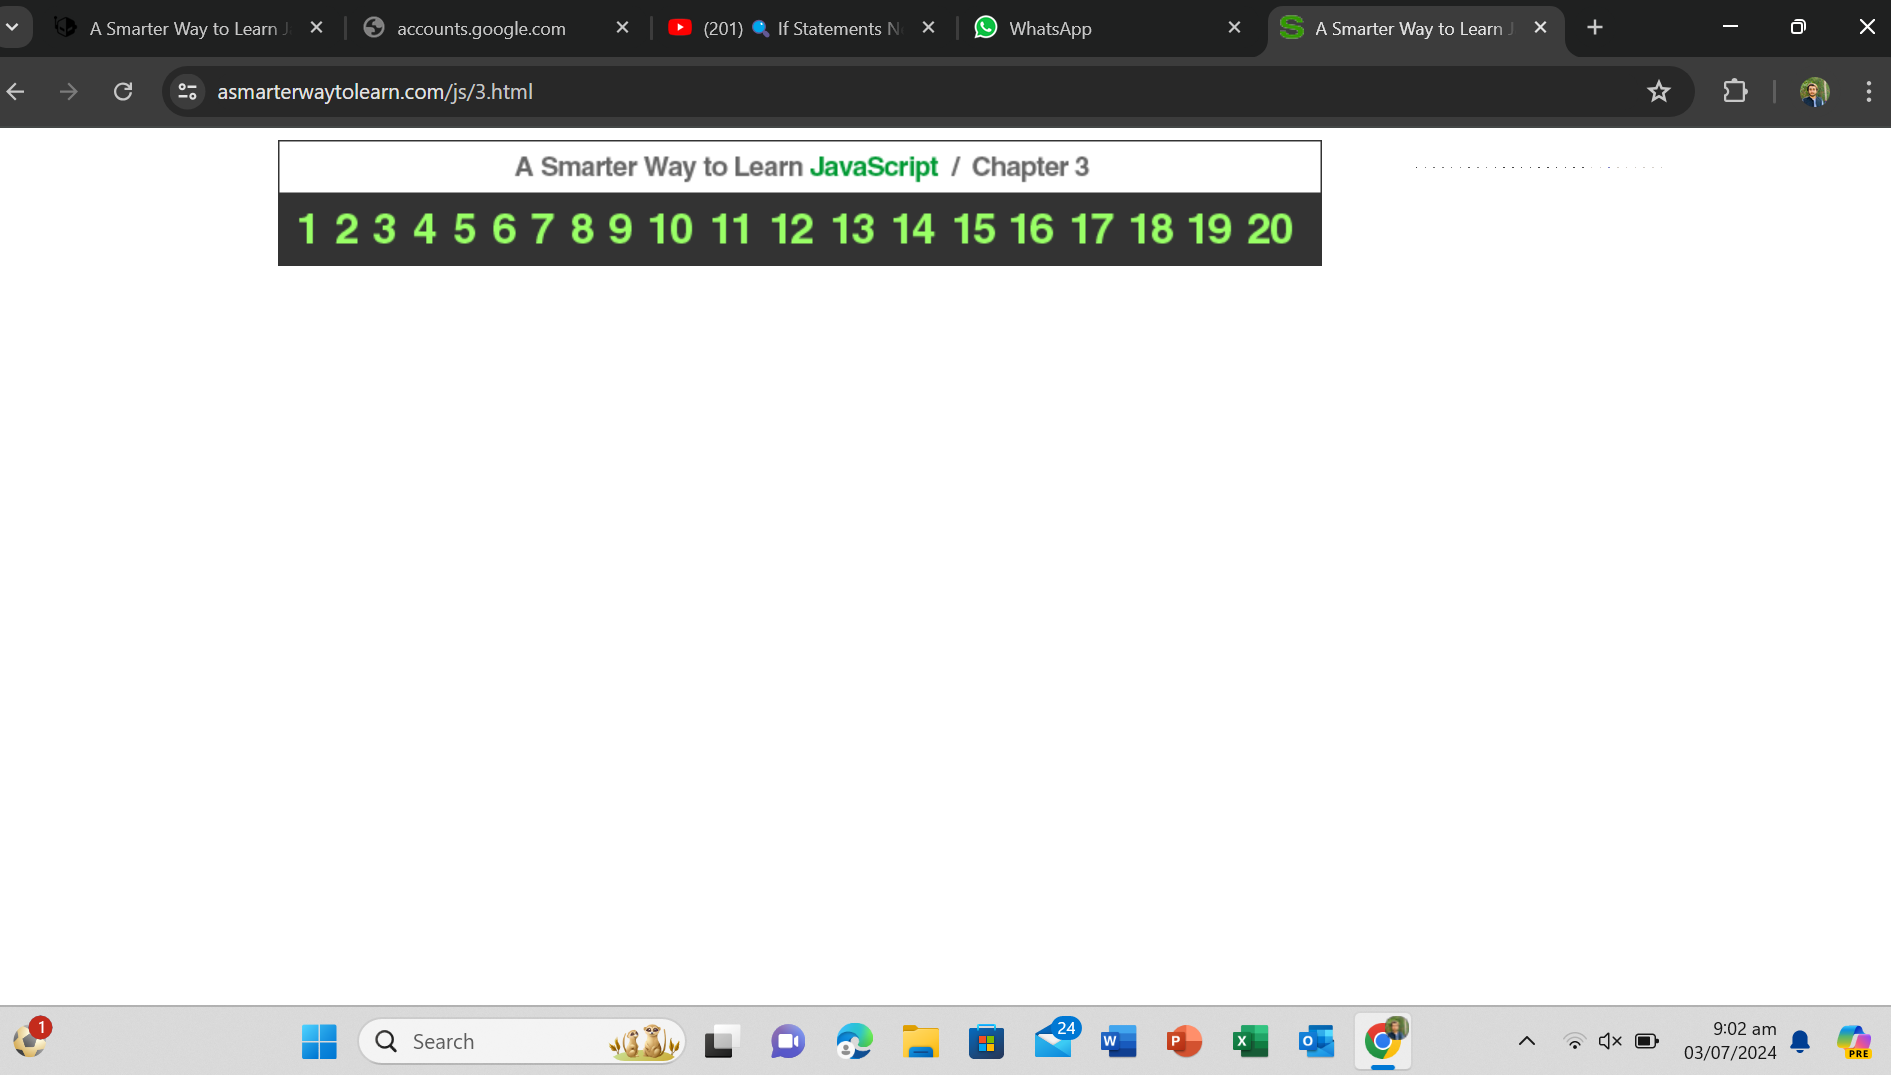 A Smarter Way to Learn J
accounts.google.com
(201) 🔍 If Statements N
WhatsApp
A Smarter Way to Learn J
asmarterwaytolearn.com/js/3.html
A Smarter Way to Learn JavaScript / Chapter 3
1 2 3 4 5 6 7 8 9 10 11 12 13 14 15 16 17 18 19 20
1
Search
24
9:02 am
03/07/2024
PRE